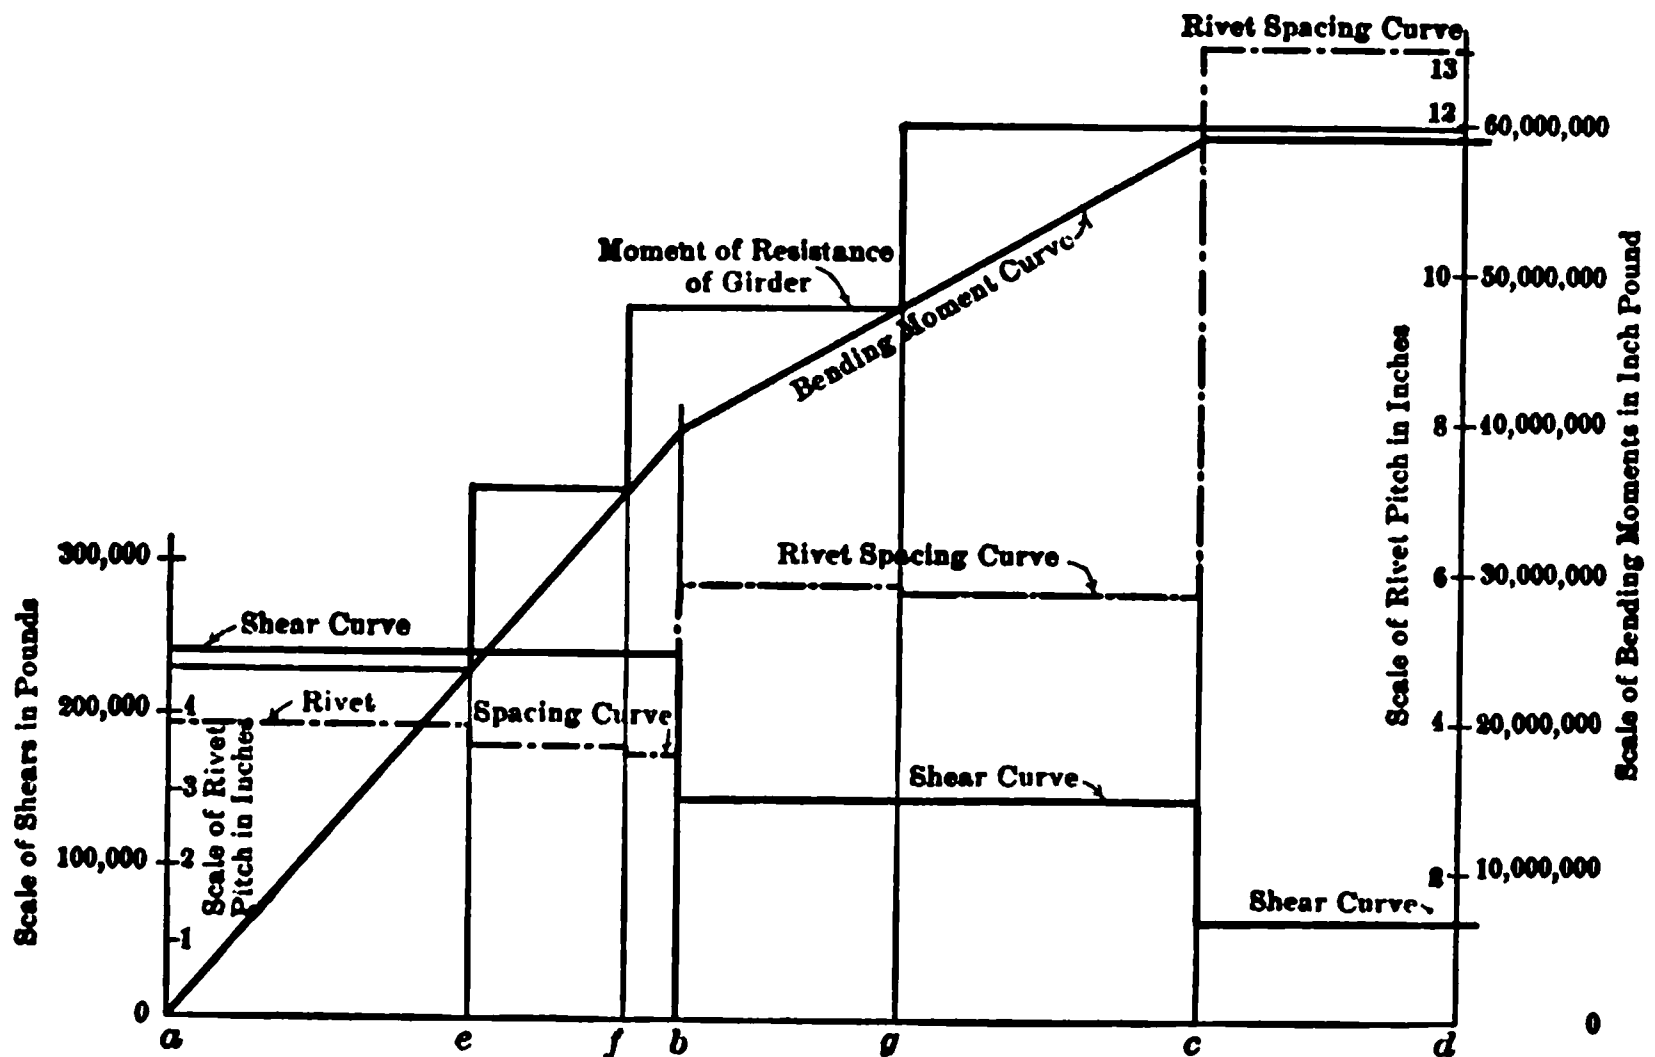 Rivet Spacing Curve
13
12
60,000,000
Moment of Resistance
of Girder
Bending Moment Curve
10
50,000,000
8
40,000,000
Scale of Rivet Pitch in Inches
Scale of Bending Moments in Inch Pound
300,000
Rivet Spacing Curve
6
30,000,000
Shear Curve
Scale of Shears in Pounds
200,000
4
Rivet
Spacing Curve
4
20,000,000
3
Scale of Rivet
Pitch in Inches
Shear Curve
100,000
2
2
10,000,000
Shear Curve
1
0
0
a
e
f
b
g
c
d